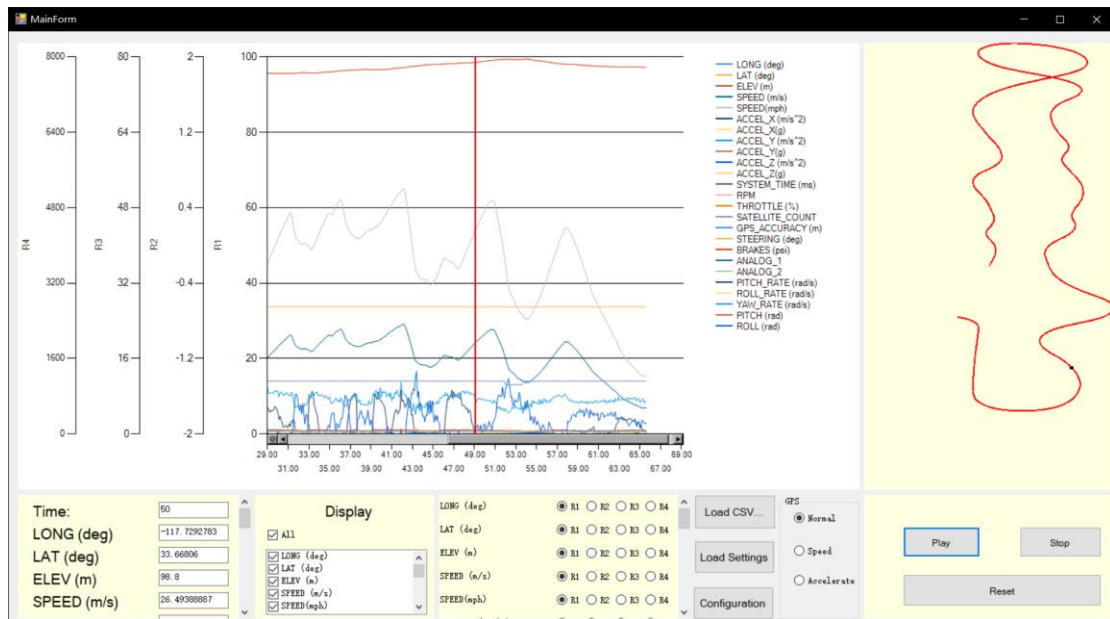 MainForm
8000 80 2 100
6400 64 1.2 80
4800 48 0.4 60
3200 32 -0.4 40
1600 16 -1.2 20
0 0 -2 0
R4 R3 R2 R1
29.00 33.00 37.00 41.00 45.00 49.00 53.00 57.00 61.00 65.00 69.00
31.00 35.00 39.00 43.00 47.00 51.00 55.00 59.00 63.00 67.00
LONG (deg)
LAT (deg)
ELEV (m)
SPEED (m/s)
SPEED(mph)
ACCEL_X (m/s^2)
ACCEL_X(g)
ACCEL_Y (m/s^2)
ACCEL_Y(g)
ACCEL_Z (m/s^2)
ACCEL_Z(g)
SYSTEM_TIME (ms)
RPM
THROTTLE (%)
SATELLITE_COUNT
GPS_ACCURACY (m)
STEERING (deg)
BRAKES (psi)
ANALOG_1
ANALOG_2
PITCH_RATE (rad/s)
ROLL_RATE (rad/s)
YAW_RATE (rad/s)
PITCH (rad)
ROLL (rad)
Time: 50
LONG (deg) -117.7292783
LAT (deg) 33.66806
ELEV (m) 98.8
SPEED (m/s) 26.49388887
Display
All
LONG (deg)
LAT (deg)
ELEV (m)
SPEED (m/s)
SPEED(mph)
LONG (deg) R1 R2 R3 R4
LAT (deg) R1 R2 R3 R4
ELEV (m) R1 R2 R3 R4
SPEED (m/s) R1 R2 R3 R4
SPEED(mph) R1 R2 R3 R4
Load CSV...
Load Settings
Configuration
GPS
Normal
Speed
Accelerate
Play
Stop
Reset